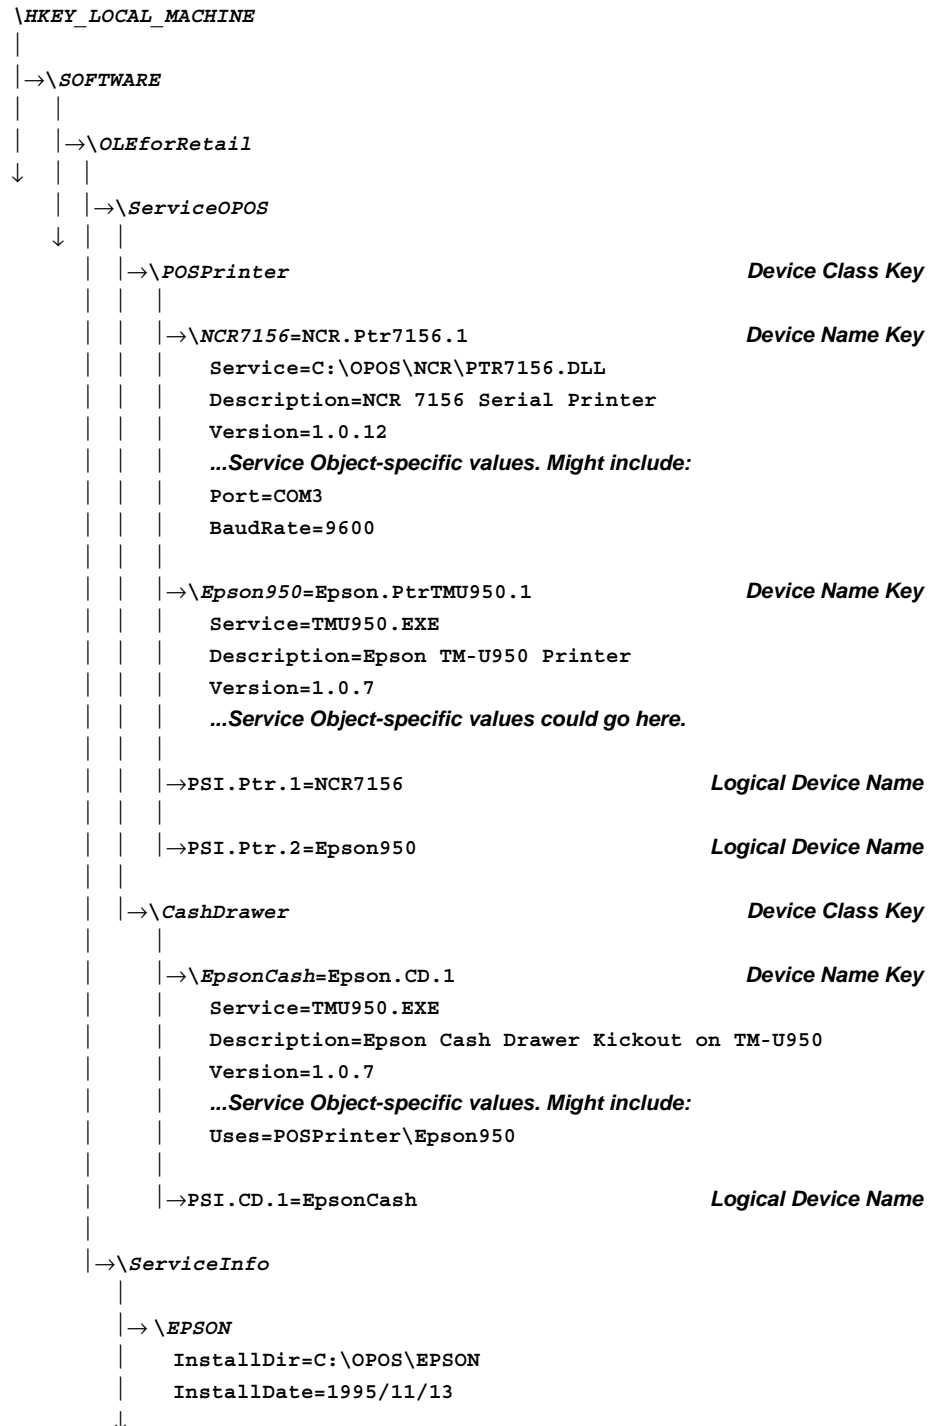 \HKEY_LOCAL_MACHINE
→\SOFTWARE
→\OLEforRetail
→\ServiceOPOS
→\POSPrinter Device Class Key
→\NCR7156=NCR.Ptr7156.1 Device Name Key
Service=C:\OPOS\NCR\PTR7156.DLL
Description=NCR 7156 Serial Printer
Version=1.0.12
...Service Object-specific values. Might include:
Port=COM3
BaudRate=9600
→\Epson950=Epson.PtrTMU950.1 Device Name Key
Service=TMU950.EXE
Description=Epson TM-U950 Printer
Version=1.0.7
...Service Object-specific values could go here.
→PSI.Ptr.1=NCR7156 Logical Device Name
→PSI.Ptr.2=Epson950 Logical Device Name
→\CashDrawer Device Class Key
→\EpsonCash=Epson.CD.1 Device Name Key
Service=TMU950.EXE
Description=Epson Cash Drawer Kickout on TM-U950
Version=1.0.7
...Service Object-specific values. Might include:
Uses=POSPrinter\Epson950
→PSI.CD.1=EpsonCash Logical Device Name
→\ServiceInfo
→ \EPSON
InstallDir=C:\OPOS\EPSON
InstallDate=1995/11/13